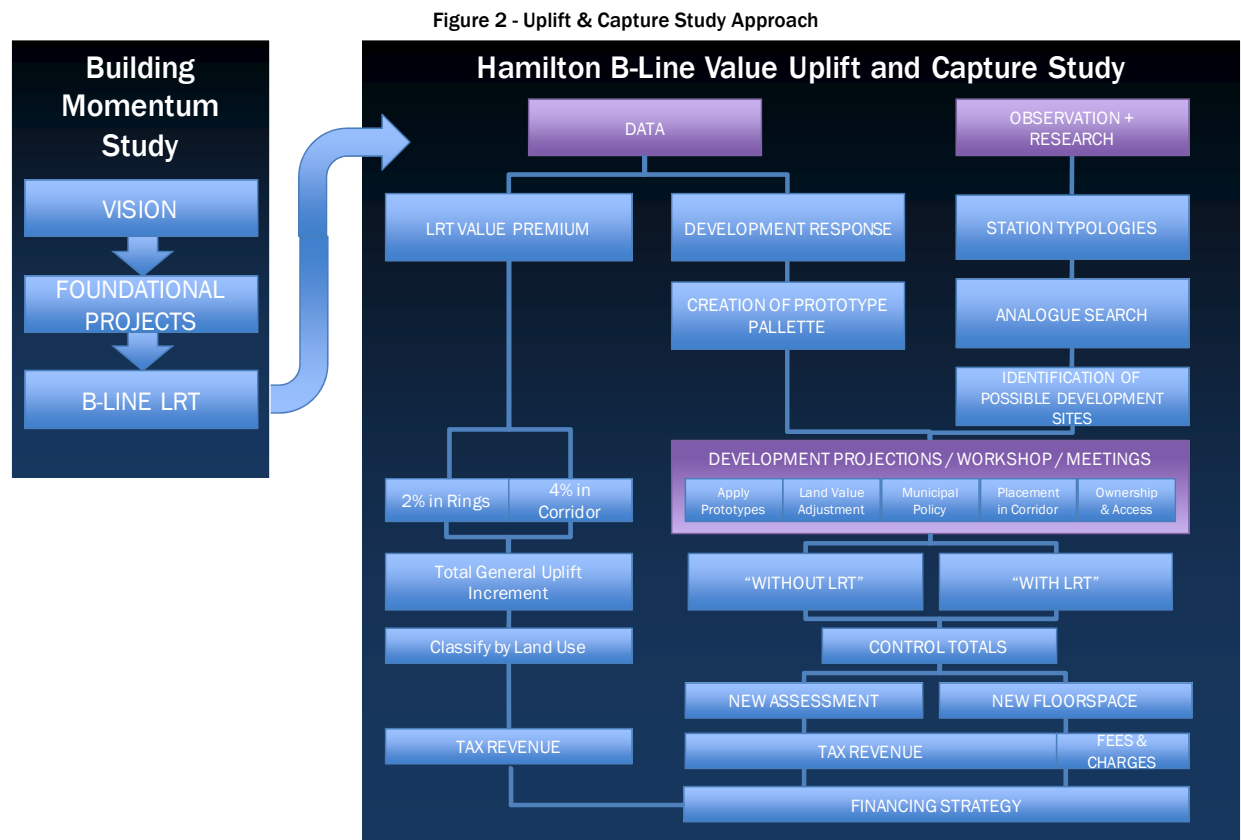 Figure 2 - Uplift & Capture Study Approach
Building
Momentum
Study
VISION
FOUNDATIONAL
PROJECTS
B-LINE LRT
Hamilton B-Line Value Uplift and Capture Study
DATA
OBSERVATION +
RESEARCH
LRT VALUE PREMIUM
DEVELOPMENT RESPONSE
STATION TYPOLOGIES
CREATION OF PROTOTYPE
PALLETTE
ANALOGUE SEARCH
IDENTIFICATION OF
POSSIBLE DEVELOPMENT
SITES
DEVELOPMENT PROJECTIONS / WORKSHOP / MEETINGS
Apply
Prototypes
Land Value
Adjustment
Municipal
Policy
Placement
in Corridor
Ownership
& Access
2% in Rings
4% in
Corridor
Total General Uplift
Increment
"WITHOUT LRT"
"WITH LRT"
Classify by Land Use
CONTROL TOTALS
NEW ASSESSMENT
NEW FLOORSPACE
TAX REVENUE
TAX REVENUE
FEES &
CHARGES
FINANCING STRATEGY